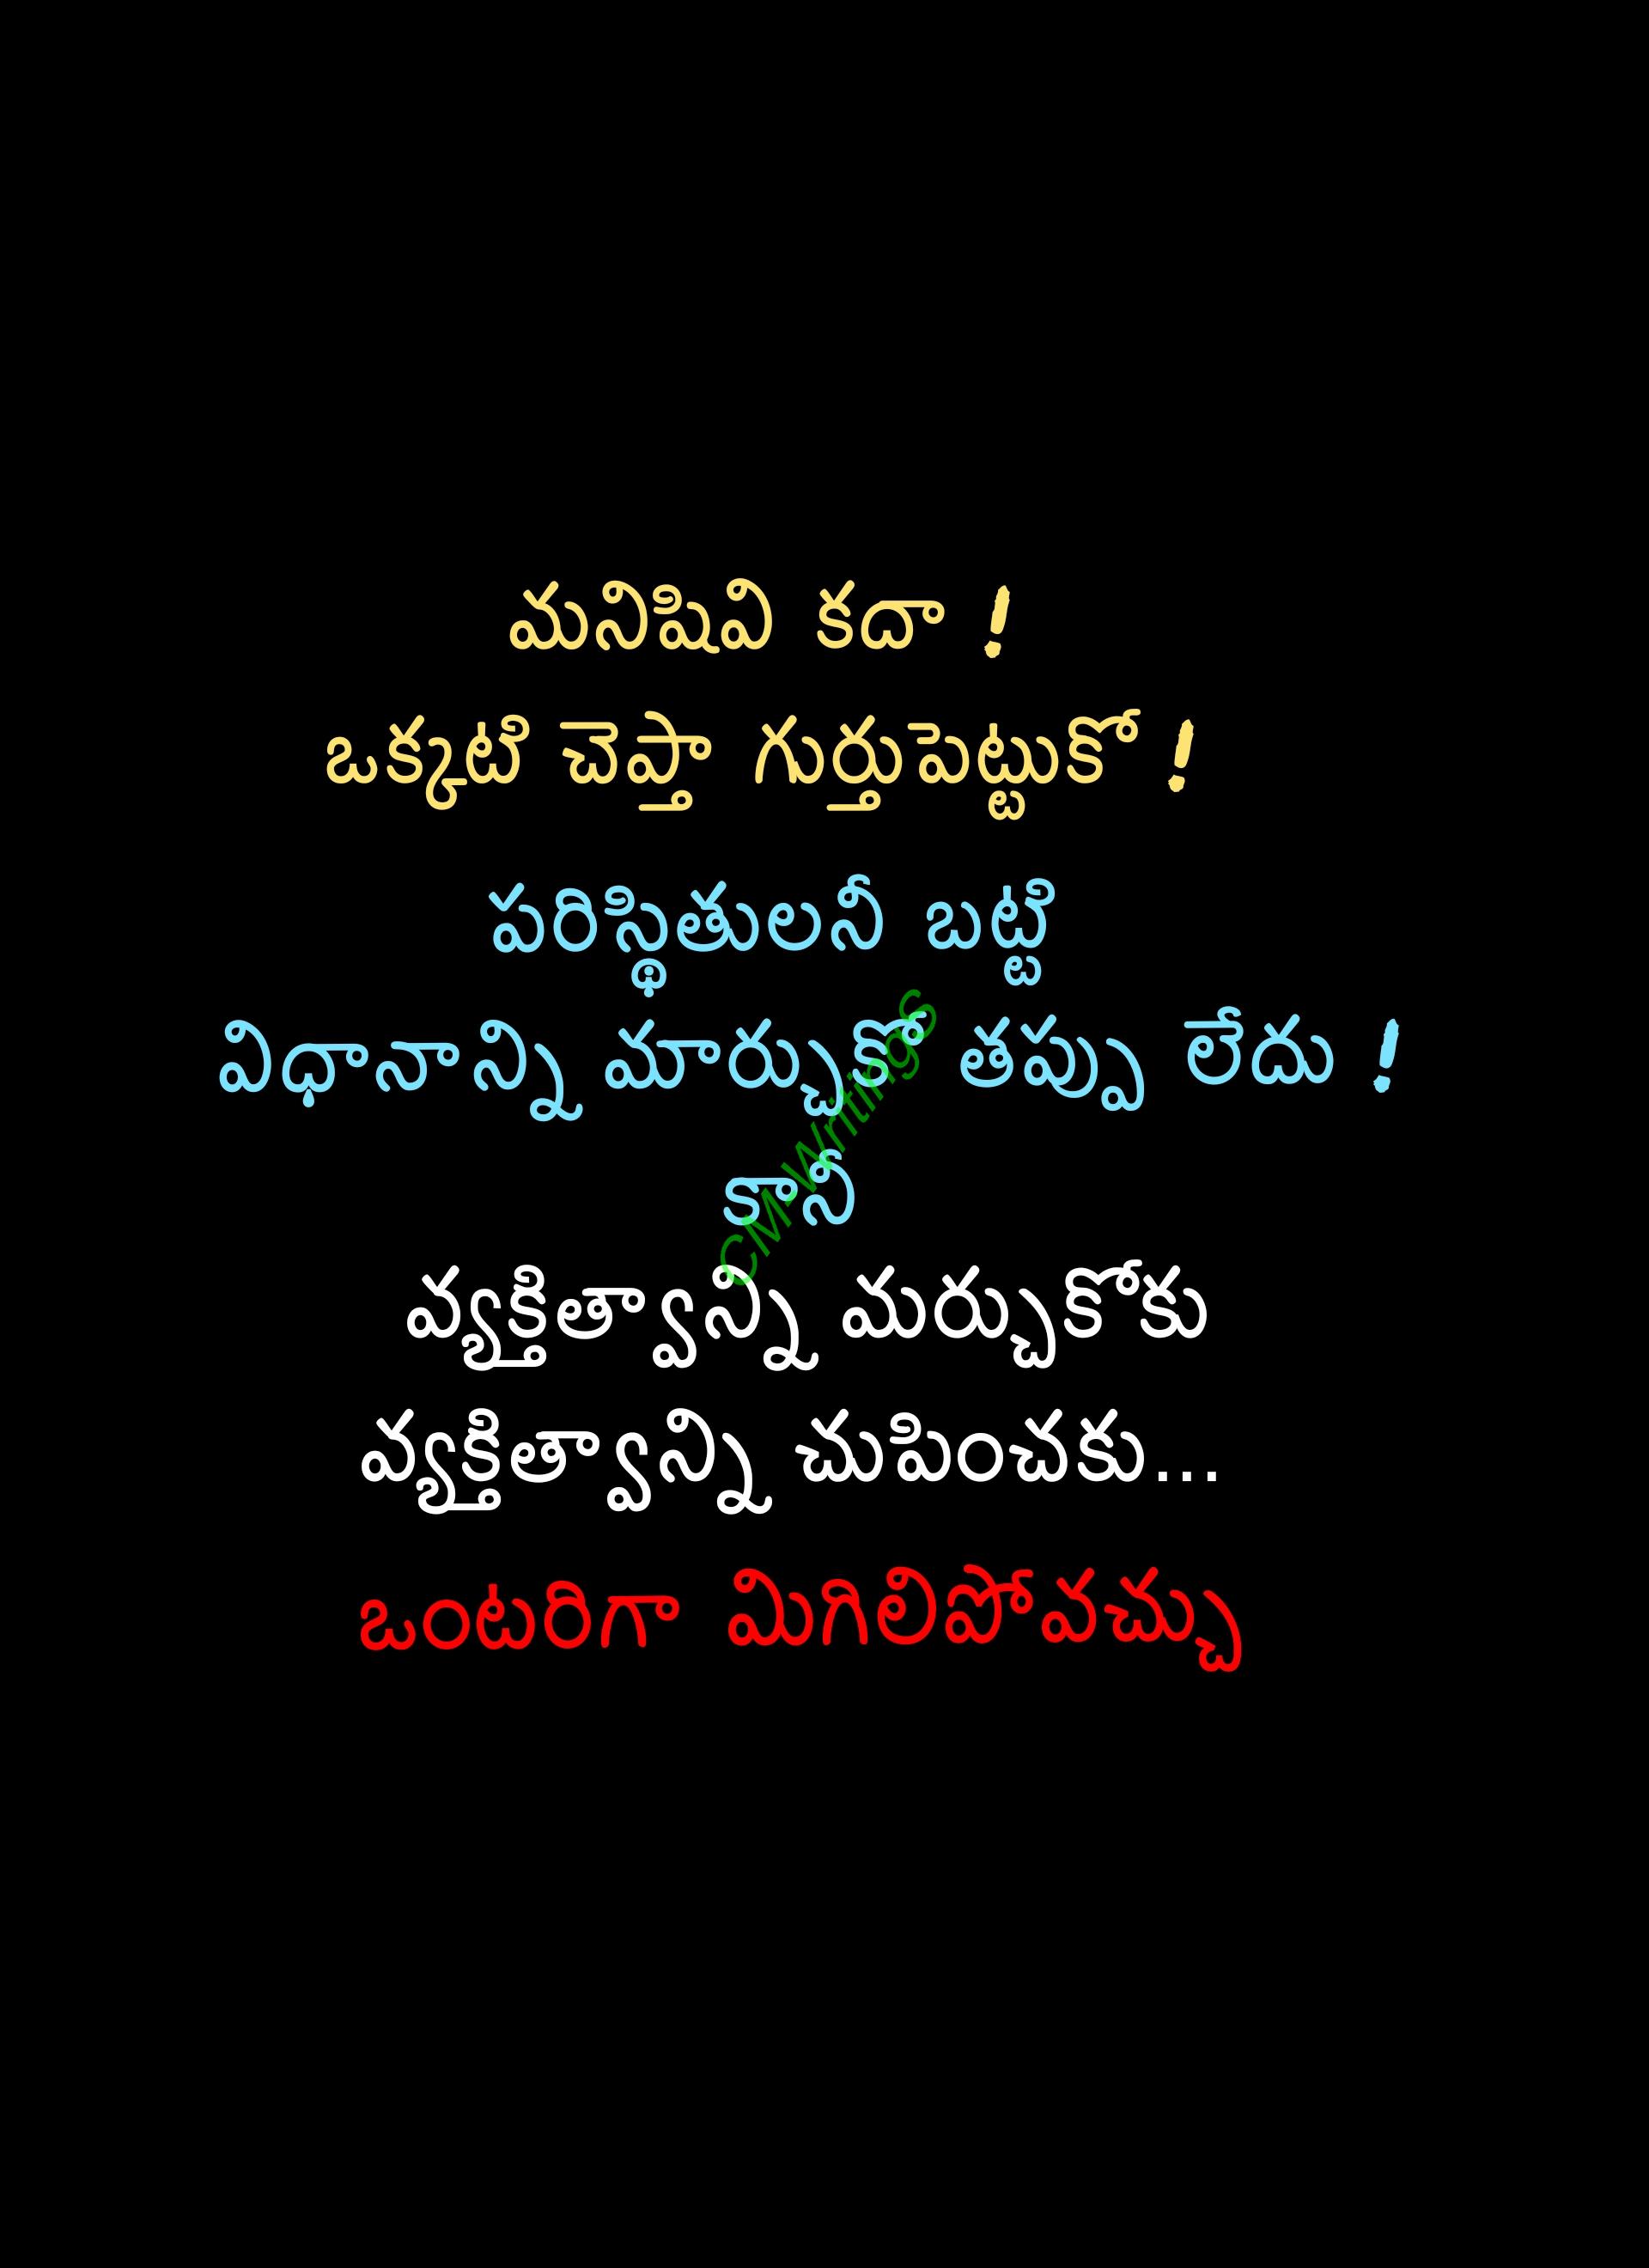 మనిషివి కదా !
ఒక్కటి చెప్తా గుర్తుపెట్టుకో !
పరిస్థితులనీ బట్టి
విధానాన్ని మార్చుకో తప్పు లేదు !
కానీ
వ్యక్తిత్వాన్ని మర్చుకోకు
వ్యక్తిత్వాన్ని చుపించకు...
ఒంటరిగా మిగిలిపోవచ్చు
CMwritings